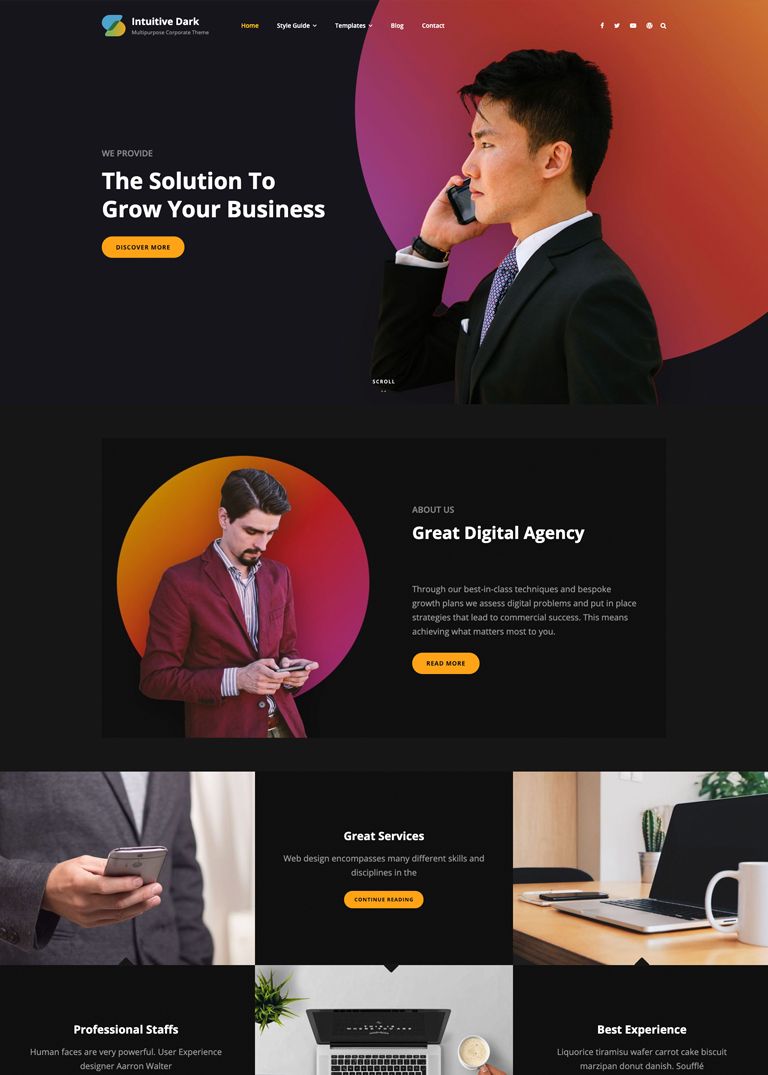 Intuitive Dark
Multipurpose Corporate Theme
Home
Style Guide
Templates
Blog
Contact
WE PROVIDE
The Solution To
Grow Your Business
DISCOVER MORE
SCROLL
ABOUT US
Great Digital Agency
Through our best-in-class techniques and bespoke
growth plans we assess digital problems and put in place
strategies that lead to commercial success. This means
achieving what matters most to you.
READ MORE
Great Services
Web design encompasses many different skills and
disciplines in the
CONTINUE READING
Professional Staffs
Human faces are very powerful. User Experience
designer Aarron Walter
Best Experience
Liquorice tiramisu wafer carrot cake biscuit
marzipan donut danish. Soufflé